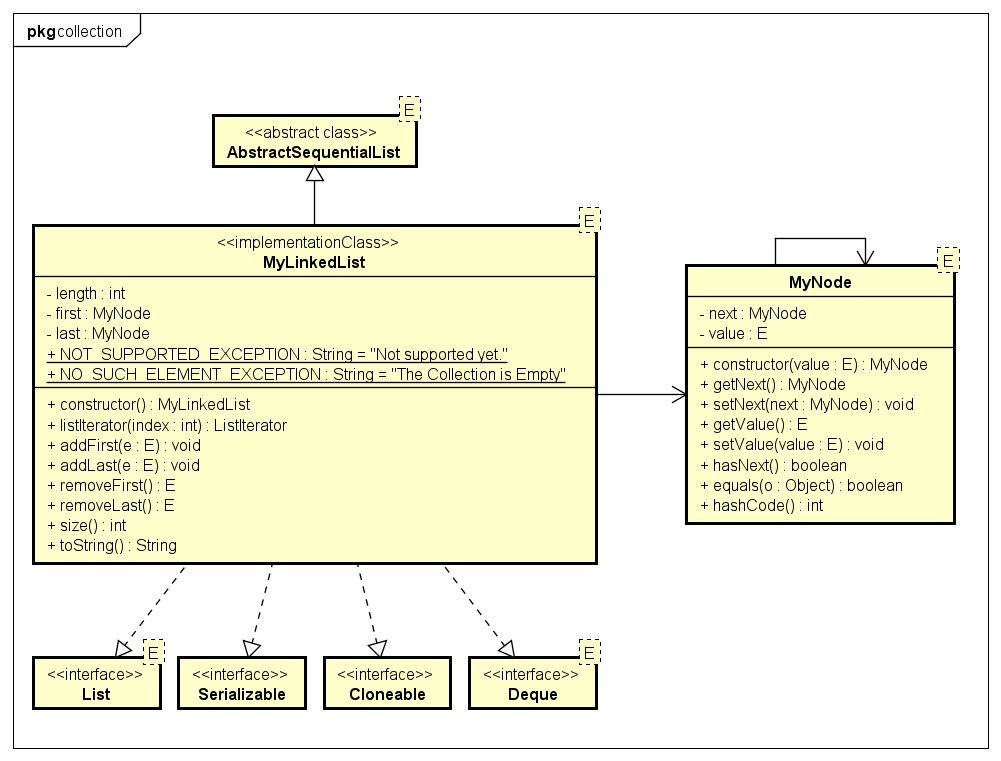 pkg collection
E
<<abstract class>>
AbstractSequentialList
E
<<implementationClass>>
MyLinkedList
- length : int
- first : MyNode
- last : MyNode
+ NOT_SUPPORTED_EXCEPTION : String = "Not supported yet."
+ NO_SUCH_ELEMENT_EXCEPTION : String = "The Collection is Empty"
+ constructor() : MyLinkedList
+ listIterator(index : int) : ListIterator
+ addFirst(e : E) : void
+ addLast(e : E) : void
+ removeFirst() : E
+ removeLast() : E
+ size() : int
+ toString() : String
E
MyNode
- next : MyNode
- value : E
+ constructor(value : E) : MyNode
+ getNext() : MyNode
+ setNext(next : MyNode) : void
+ getValue() : E
+ setValue(value : E) : void
+ hasNext() : boolean
+ equals(o : Object) : boolean
+ hashCode() : int
E
<<interface>>
List
<<interface>>
Serializable
<<interface>>
Cloneable
E
<<interface>>
Deque